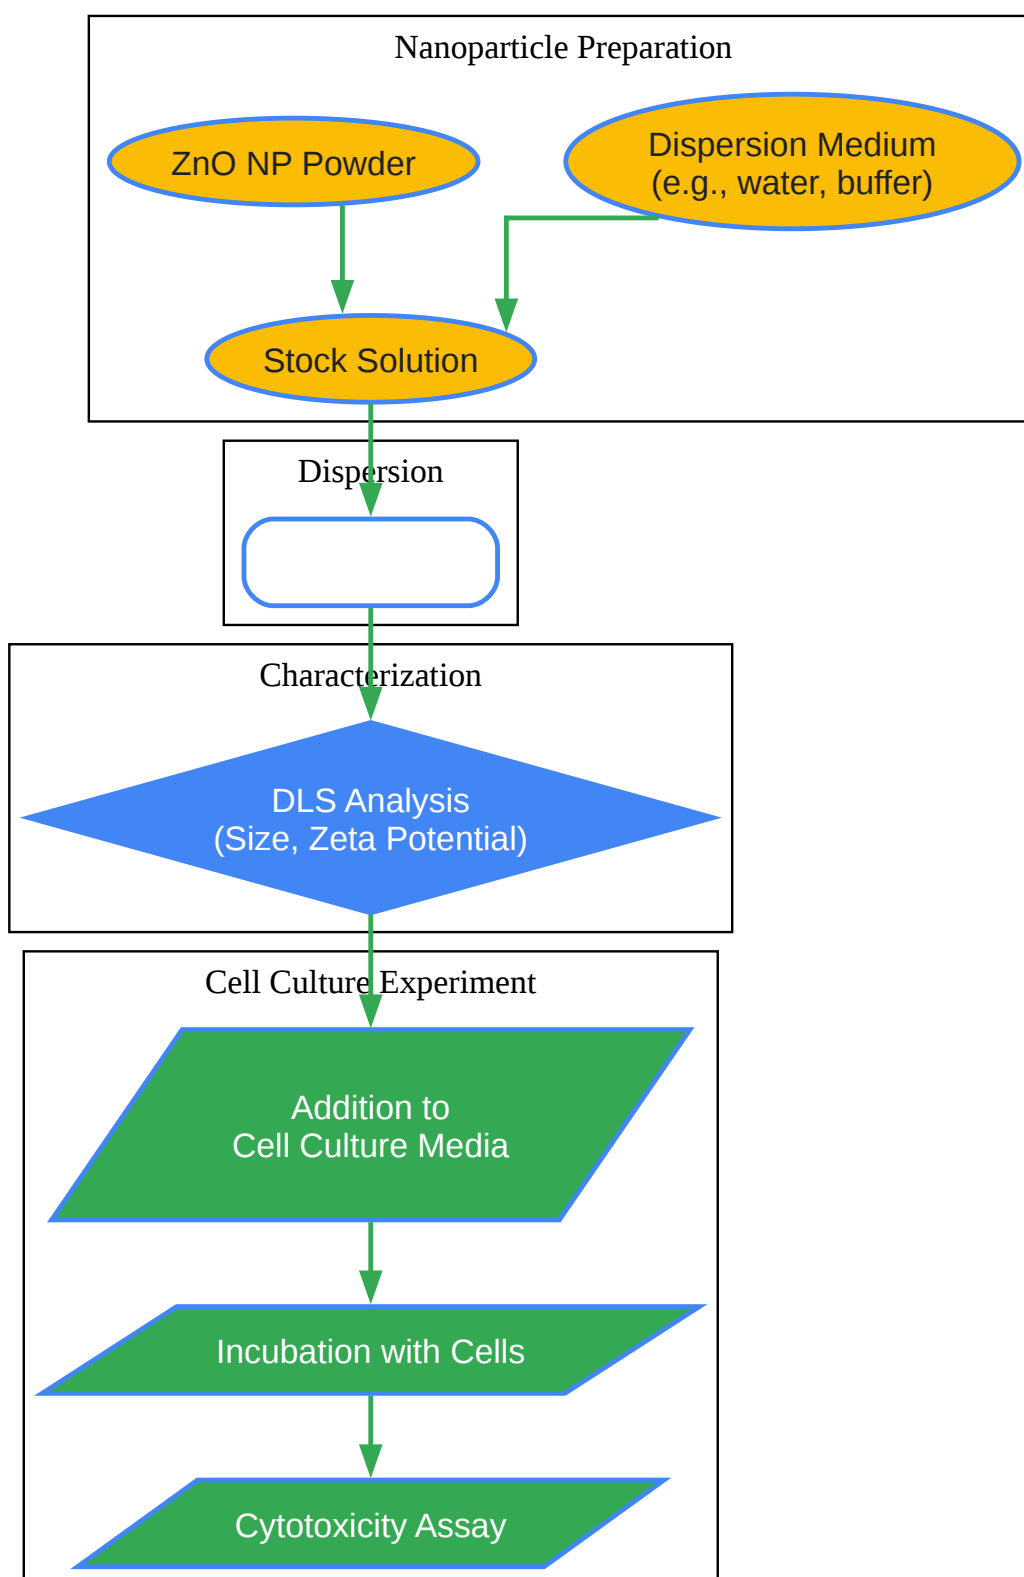 Nanoparticle Preparation
ZnO NP Powder
Dispersion Medium
(e.g., water, buffer)
Stock Solution
Dispersion
Characterization
DLS Analysis
(Size, Zeta Potential)
Cell Culture Experiment
Addition to
Cell Culture Media
Incubation with Cells
Cytotoxicity Assay